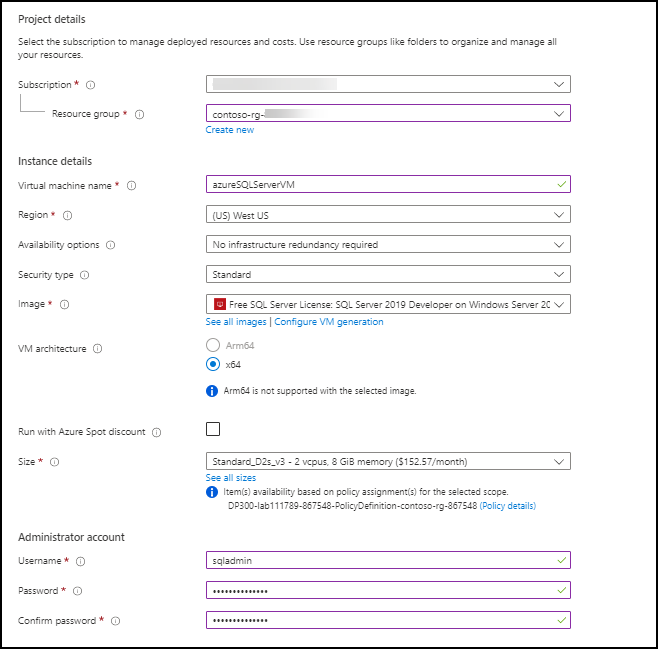 Project details
Select the subscription to manage deployed resources and costs. Use resource groups like folders to organize and manage all
your resources.
Subscription *
Resource group * contoso-rg-
Create new
Instance details
Virtual machine name * azureSQLServerVM
Region * (US) West US
Availability options No infrastructure redundancy required
Security type Standard
Image * Free SQL Server License: SQL Server 2019 Developer on Windows Server 20
See all images | Configure VM generation
VM architecture Arm64
x64
Arm64 is not supported with the selected image.
Run with Azure Spot discount
Size * Standard_D2s_v3 - 2 vcpus, 8 GiB memory ($152.57/month)
See all sizes
Item(s) availability based on policy assignment(s) for the selected scope.
DP300-lab111789-867548-PolicyDefinition-contoso-rg-867548 (Policy details)
Administrator account
Username * sqladmin
Password * ••••••••••••••
Confirm password * ••••••••••••••